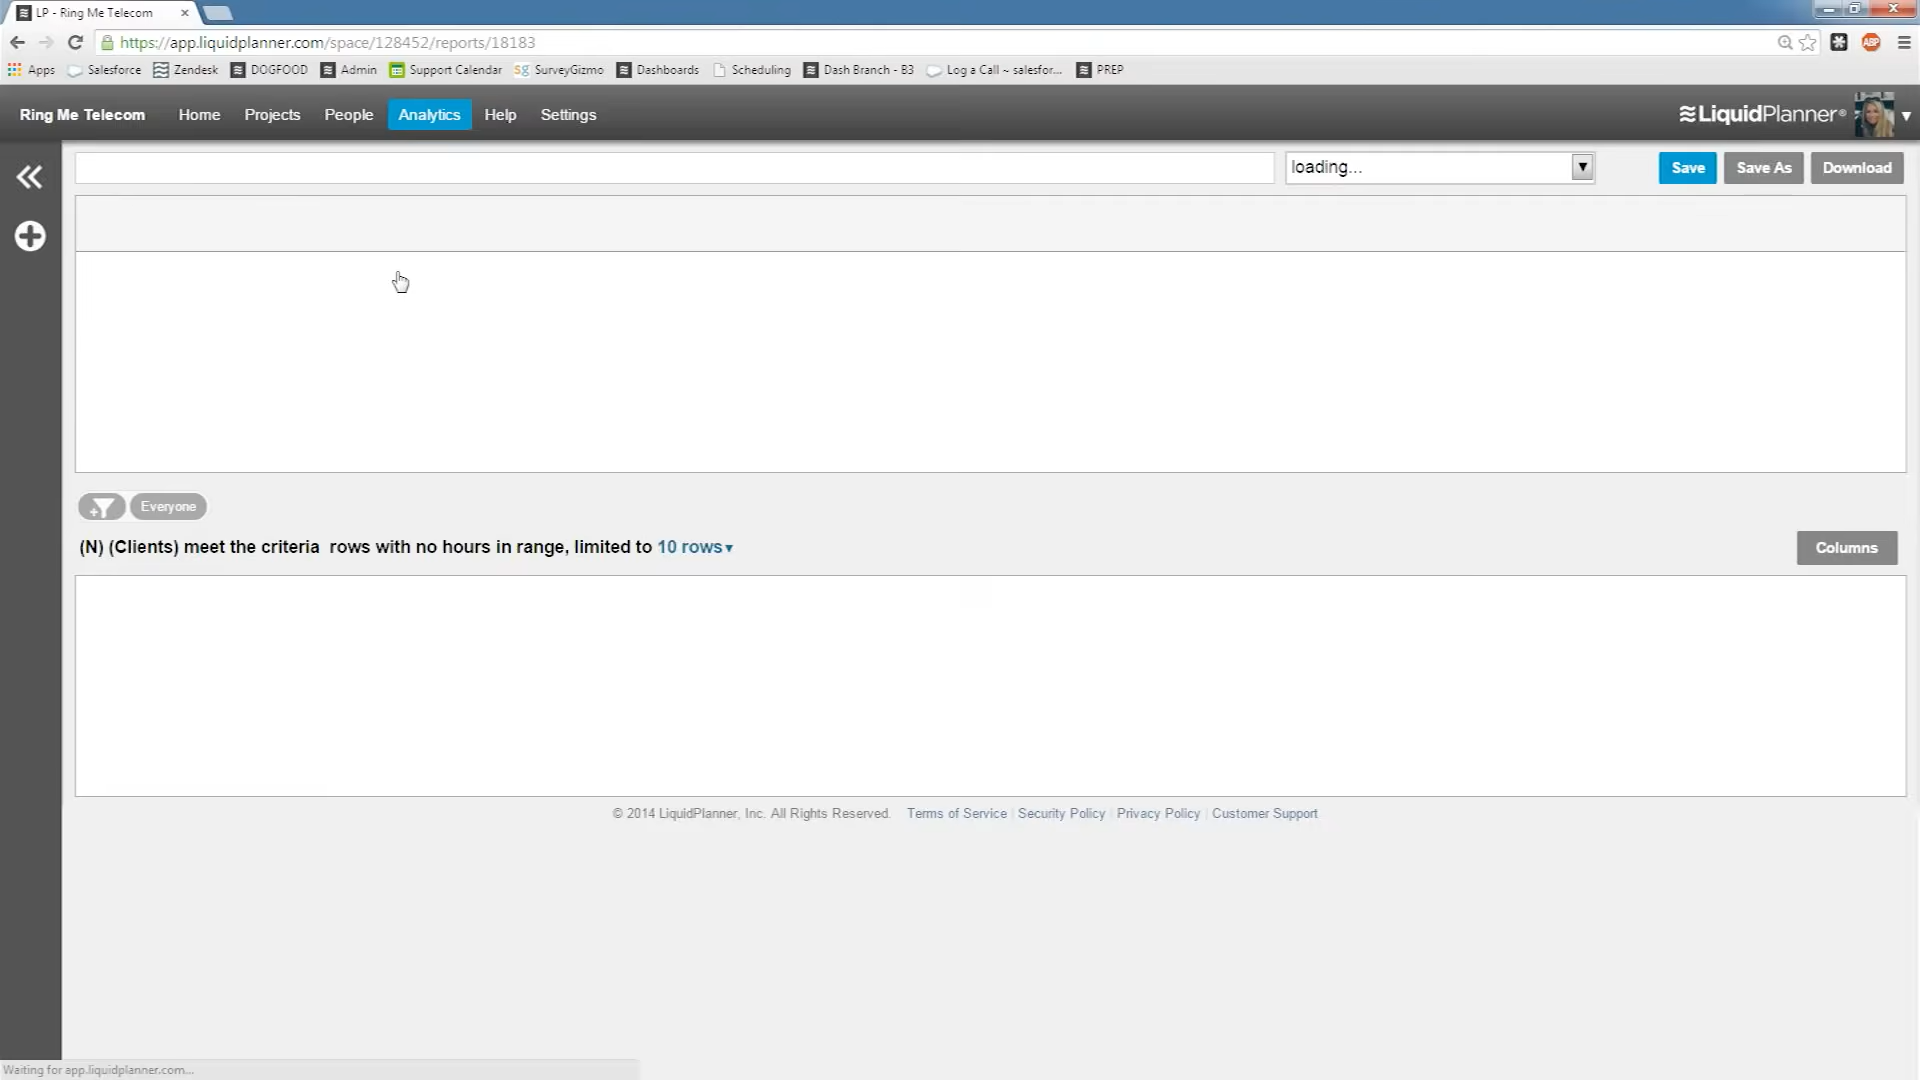 LP - Ring Me Telecom
https://app.liquidplanner.com/space/128452/reports/18183
ABP
Apps Salesforce Zendesk DOGFOOD Admin Support Calendar SG SurveyGizmo Dashboards Scheduling Dash Branch - B3 Log a Call ~ salesfor... PREP
Ring Me Telecom Home Projects People Analytics Help Settings LiquidPlanner®
loading... Save Save As Download
Everyone
(N) (Clients) meet the criteria rows with no hours in range, limited to 10 rows
Columns
© 2014 LiquidPlanner, Inc. All Rights Reserved. Terms of Service | Security Policy | Privacy Policy | Customer Support
Waiting for app.liquidplanner.com...